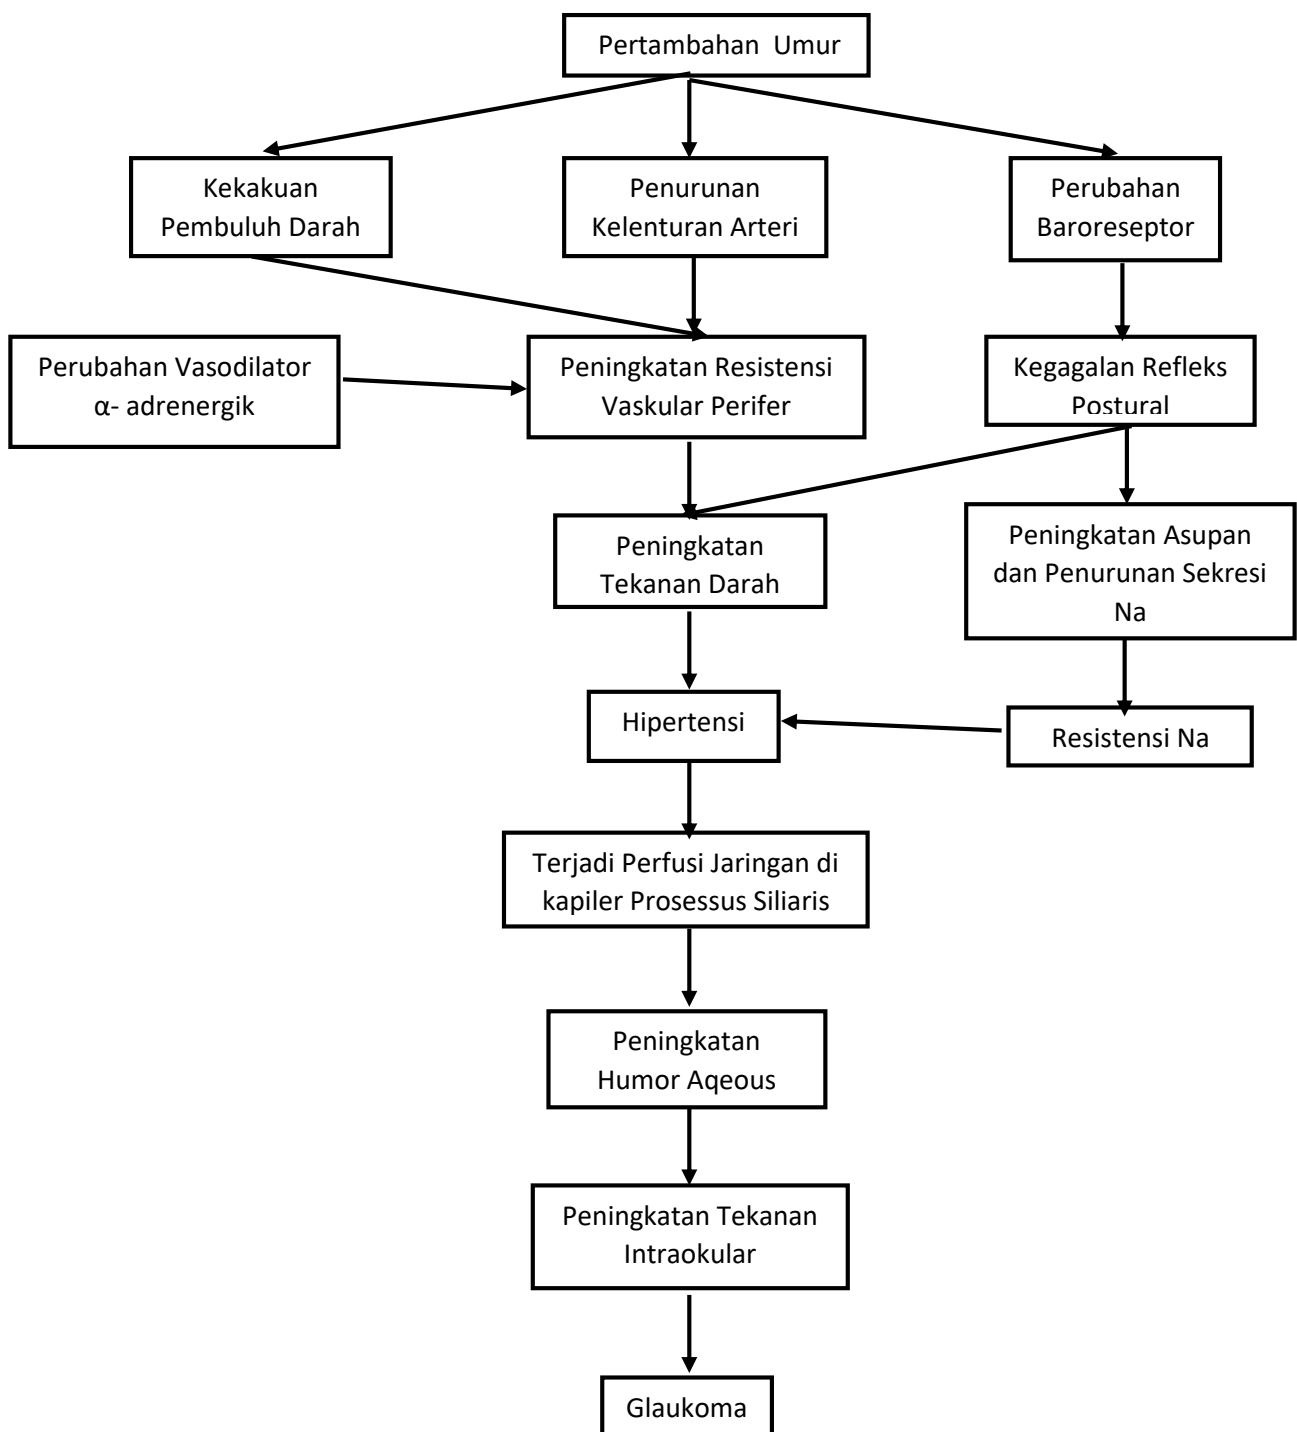 Pertambahan Umur
Kekakuan
Pembuluh Darah
Penurunan
Kelenturan Arteri
Perubahan
Baroreseptor
Perubahan Vasodilator
α- adrenergik
Peningkatan Resistensi
Vaskular Perifer
Kegagalan Refleks
Postural
Peningkatan
Tekanan Darah
Peningkatan Asupan
dan Penurunan Sekresi
Na
Hipertensi
Resistensi Na
Terjadi Perfusi Jaringan di
kapiler Prosessus Siliaris
Peningkatan
Humor Aqeous
Peningkatan Tekanan
Intraokular
Glaukoma